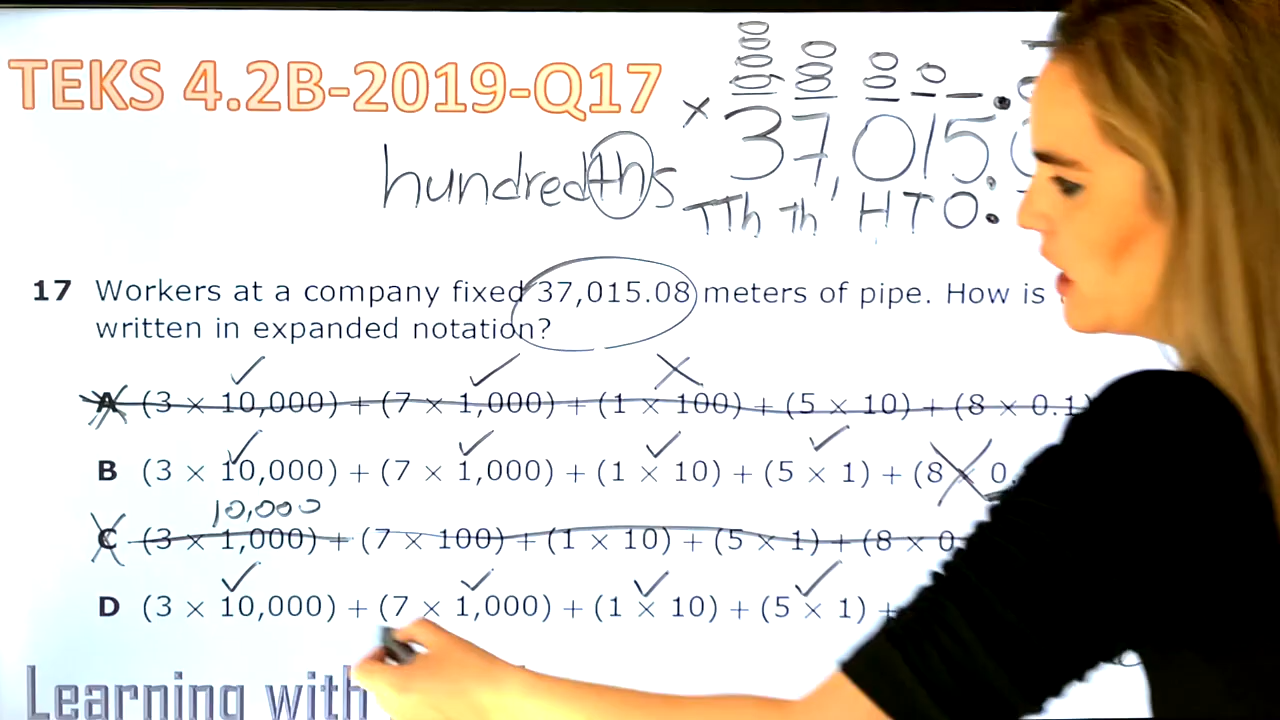 TEKS 4.2B-2019-Q17
10000 1000 100 10 1 .
× 37,015.
hundredths
TTh Th H T O .
17 Workers at a company fixed 37,015.08 meters of pipe. How is
written in expanded notation?
A (3 × 10,000) + (7 × 1,000) + (1 × 100) + (5 × 10) + (8 × 0.1)
B (3 × 10,000) + (7 × 1,000) + (1 × 10) + (5 × 1) + (8 × 0.
10,000
C (3 × 1,000) + (7 × 100) + (1 × 10) + (5 × 1) + (8 × 0.
D (3 × 10,000) + (7 × 1,000) + (1 × 10) + (5 × 1) +
Learning with